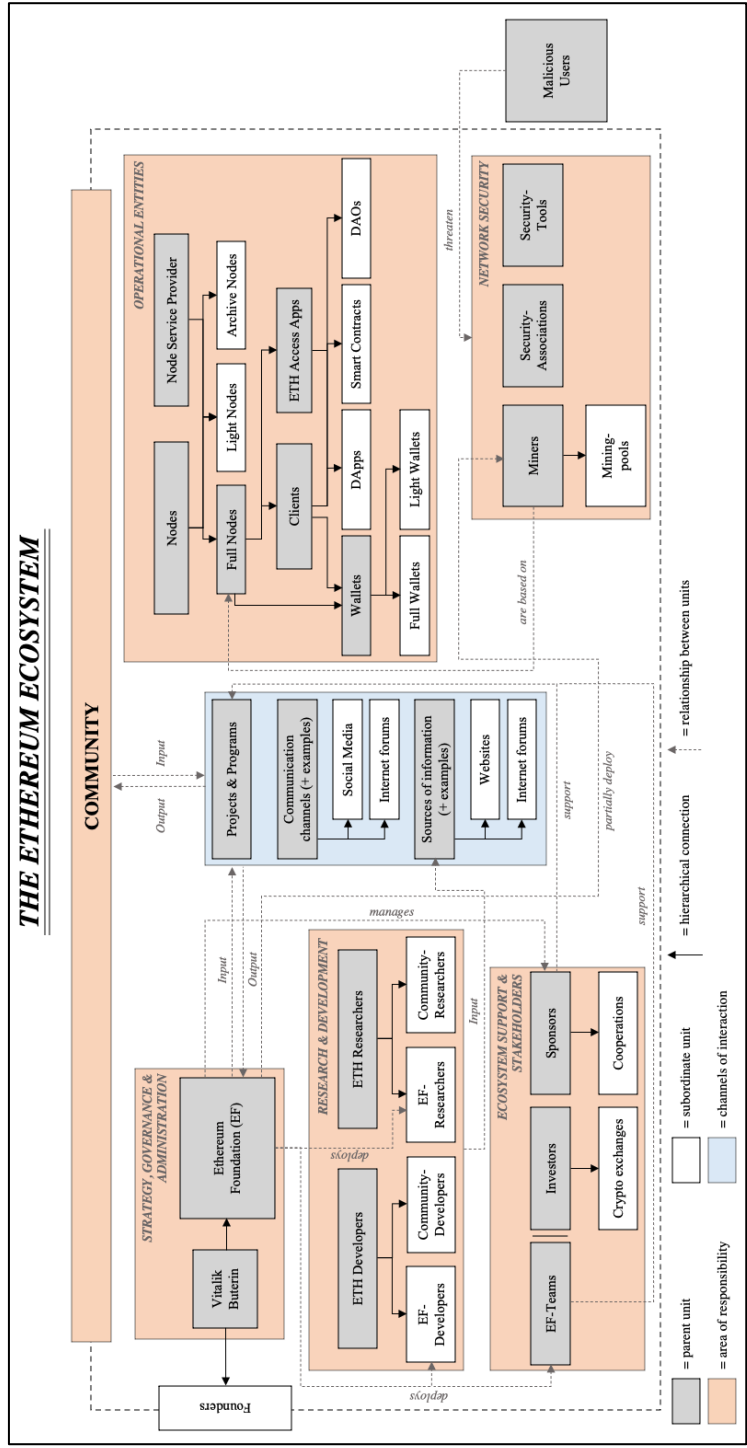 THE ETHEREUM ECOSYSTEM
COMMUNITY
Founders
STRATEGY, GOVERNANCE &
ADMINISTRATION
Vitalik
Buterin
Ethereum
Foundation (EF)
Input
Output
Output
Input
Projects & Programs
Communication
channels (+ examples)
Social Media
Internet forums
Sources of information
(+ examples)
Websites
Internet forums
manages
deploys
deploys
RESEARCH & DEVELOPMENT
ETH Developers
ETH Researchers
EF-
Developers
Community-
Developers
EF-
Researchers
Community-
Researchers
Input
ECOSYSTEM SUPPORT &
STAKEHOLDERS
EF-Teams
Investors
Sponsors
Crypto exchanges
Cooperations
support
partially deploy
support
OPERATIONAL ENTITIES
Nodes
Node Service Provider
Full Nodes
Light Nodes
Archive Nodes
Clients
ETH Access Apps
Wallets
DApps
Smart Contracts
DAOs
Full Wallets
Light Wallets
are based on
threaten
Malicious
Users
NETWORK SECURITY
Miners
Security-
Associations
Security-
Tools
Mining-
pools
= parent unit
= subordinate unit
= hierarchical connection
= relationship between units
= area of responsibility
= channels of interaction